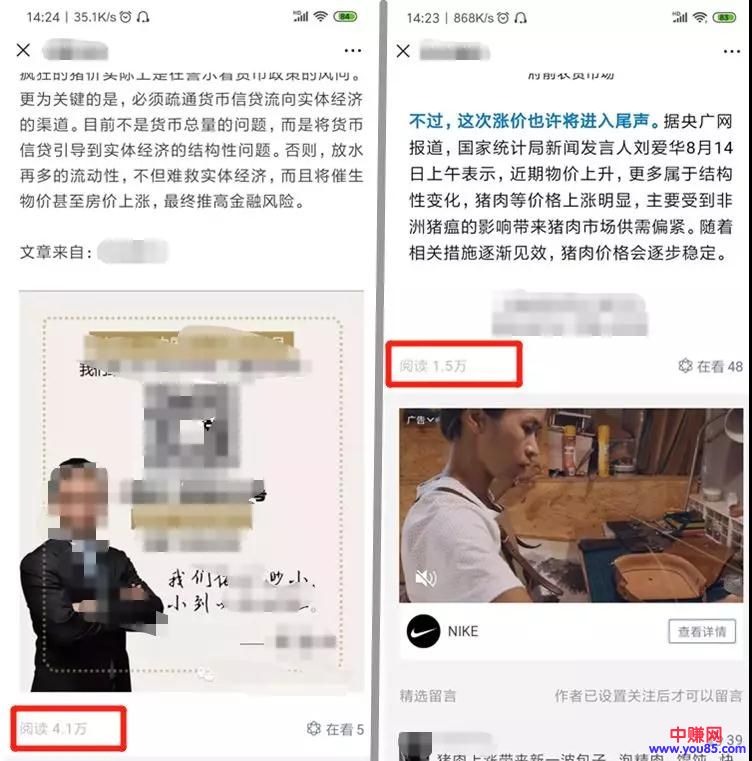 14:24 | 35.1K/s
84
疯狂的猪价实际上是在警示着货币政策的风向。
更为关键的是，必须疏通货币信贷流向实体经济
的渠道。目前不是货币总量的问题，而是将货币
信贷引导到实体经济的结构性问题。否则，放水
再多的流动性，不但难救实体经济，而且将催生
物价甚至房价上涨，最终推高金融风险。
文章来自：
我们
我们 妙小、
小到
阅读 4.1万
在看 5
14:23 | 868K/s
83
府前农贸市场
不过，这次涨价也许将进入尾声。据央广网
报道，国家统计局新闻发言人刘爱华8月14
日上午表示，近期物价上升，更多属于结构
性变化，猪肉等价格上涨明显，主要受到非
洲猪瘟的影响带来猪肉市场供需偏紧。随着
相关措施逐渐见效，猪肉价格会逐步稳定。
阅读 1.5万
在看 48
广告
NIKE
查看详情
精选留言
作者已设置关注后才可以留言
39
猪肉上涨带来新一波包子、泡精肉、馄饨、快
中赚网
www.you85.com